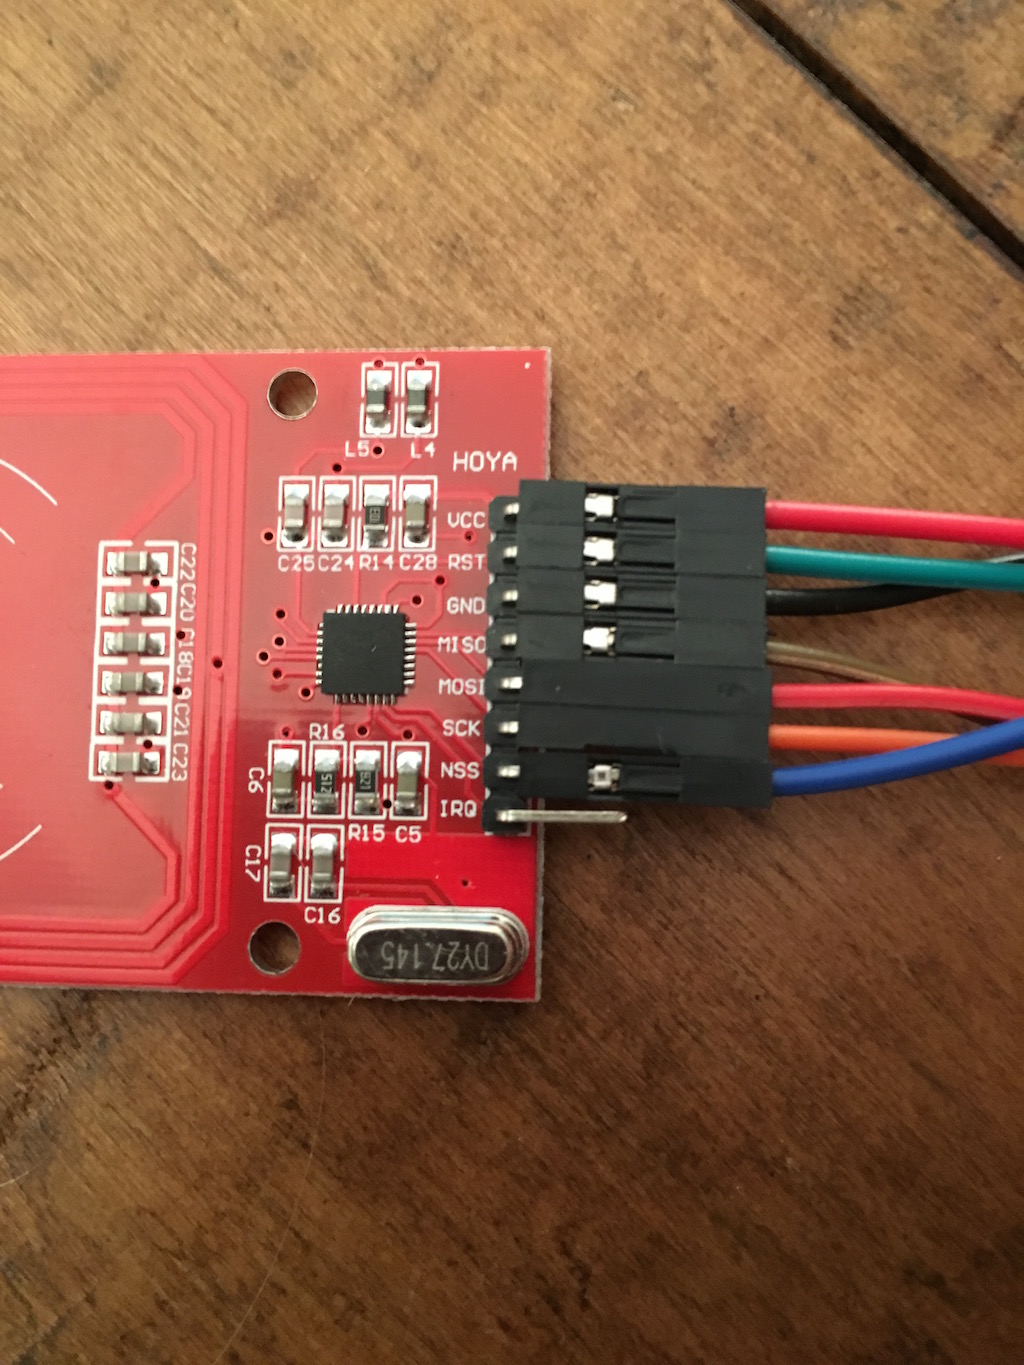 L5 L4
HOYA
VCC
C25 C24 R14 C28 RST
GND
MISO
MOSI
SCK
NSS
IRQ
C22 C20 C18 C19 C21 C23
R16
C6
512
R15 C5
C17
C16
DY27.145